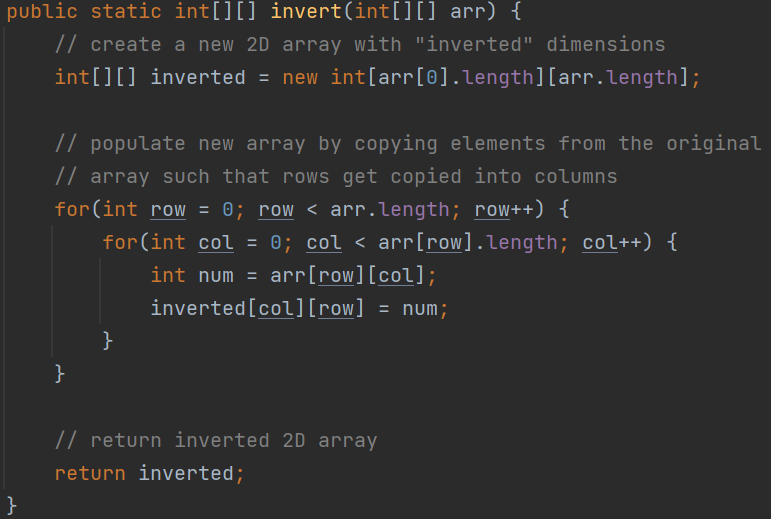 public static int[][] invert(int[][] arr) {
    // create a new 2D array with "inverted" dimensions
    int[][] inverted = new int[arr[0].length][arr.length];

    // populate new array by copying elements from the original
    // array such that rows get copied into columns
    for(int row = 0; row < arr.length; row++) {
        for(int col = 0; col < arr[row].length; col++) {
            int num = arr[row][col];
            inverted[col][row] = num;
        }
    }

    // return inverted 2D array
    return inverted;
}